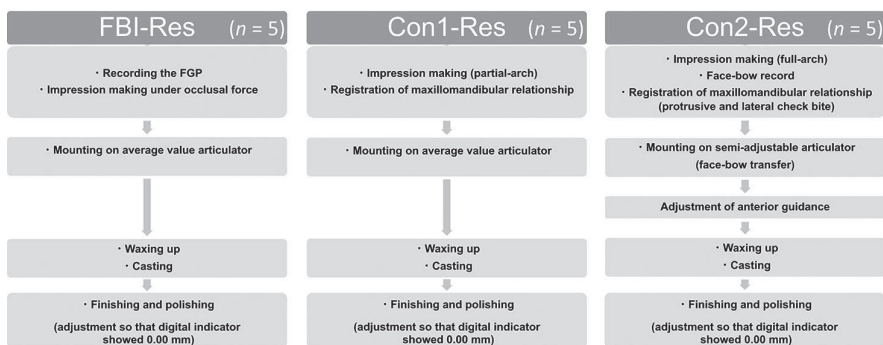 FBI-Res (n = 5)
・Recording the FGP
・Impression making under occlusal force
・Mounting on average value articulator
・Waxing up
・Casting
・Finishing and polishing
(adjustment so that digital indicator
showed 0.00 mm)
Con1-Res (n = 5)
・Impression making (partial-arch)
・Registration of maxillomandibular relationship
・Mounting on average value articulator
・Waxing up
・Casting
・Finishing and polishing
(adjustment so that digital indicator
showed 0.00 mm)
Con2-Res (n = 5)
・Impression making (full-arch)
・Face-bow record
・Registration of maxillomandibular relationship
(protrusive and lateral check bite)
・Mounting on semi-adjustable articulator
(face-bow transfer)
Adjustment of anterior guidance
・Waxing up
・Casting
・Finishing and polishing
(adjustment so that digital indicator
showed 0.00 mm)